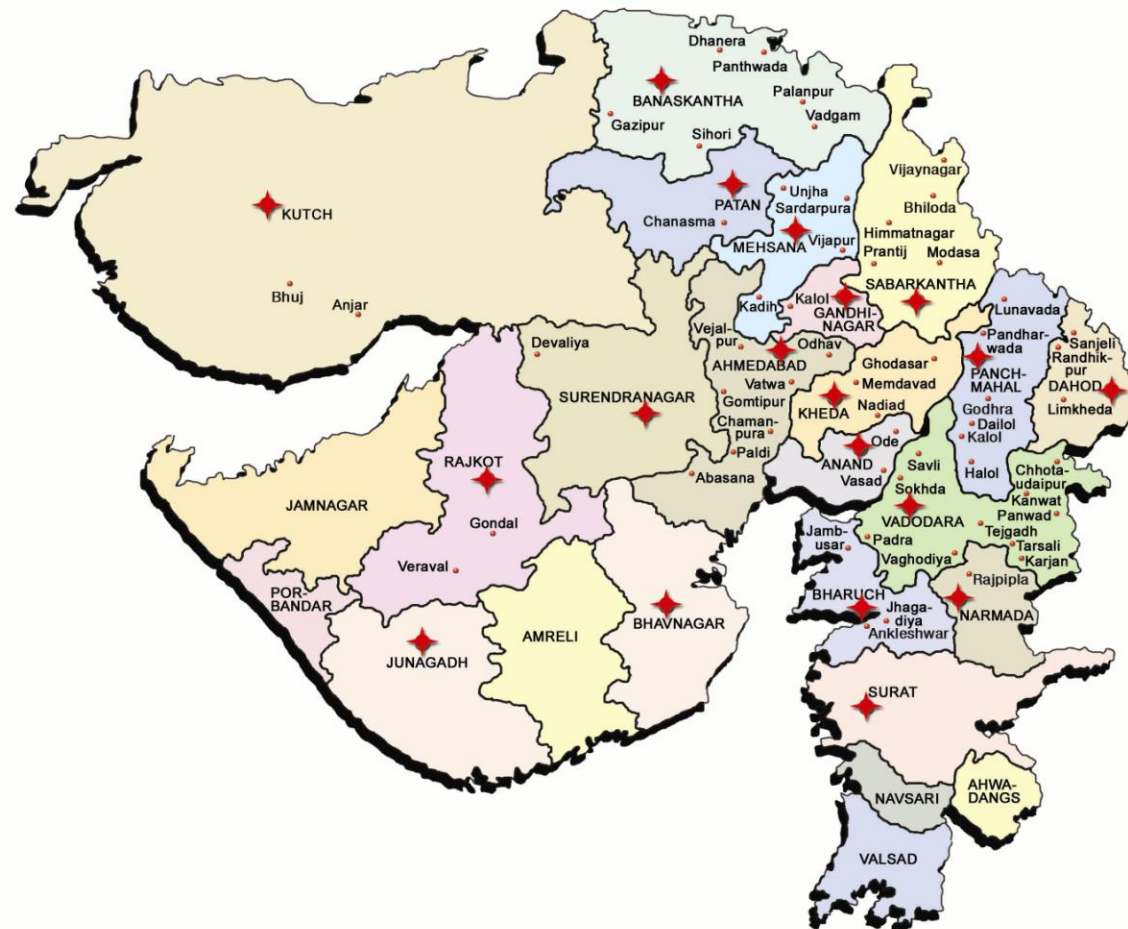 Dhanera
Panthwada
BANASKANTHA
Palanpur
Gazipur
Vadgam
Sihori
Vijaynagar
Unjha
PATAN
Sardarpura
Bhiloda
KUTCH
Chanasma
Himmatnagar
MEHSANA
Vijapur
Prantij
Modasa
SABARKANTHA
Bhuj
Anjar
Kadih
Kalol
GANDHI-
NAGAR
Lunavada
Vejal-
pur
Odhav
Pandhar-
wada
Sanjeli
Randhik-
pur
Devaliya
AHMEDABAD
Ghodasar
PANCH-
MAHAL
DAHOD
Vatwa
Memdavad
SURENDRANAGAR
Gomtipur
KHEDA
Nadiad
Godhra
Limkheda
Chaman-
pura
Dailol
Kalol
Paldi
Ode
ANAND
Vasad
Savli
Halol
Chhota-
udaipur
RAJKOT
Abasana
Sokhda
Kanwat
JAMNAGAR
VADODARA
Panwad
Gondal
Jamb-
usar
Padra
Tejgadh
Tarsali
Vaghodiya
Karjan
Veraval
Rajpipla
POR-
BANDAR
BHARUCH
Jhaga-
diya
NARMADA
Ankleshwar
AMRELI
BHAVNAGAR
JUNAGADH
SURAT
NAVSARI
AHWA-
DANGS
VALSAD